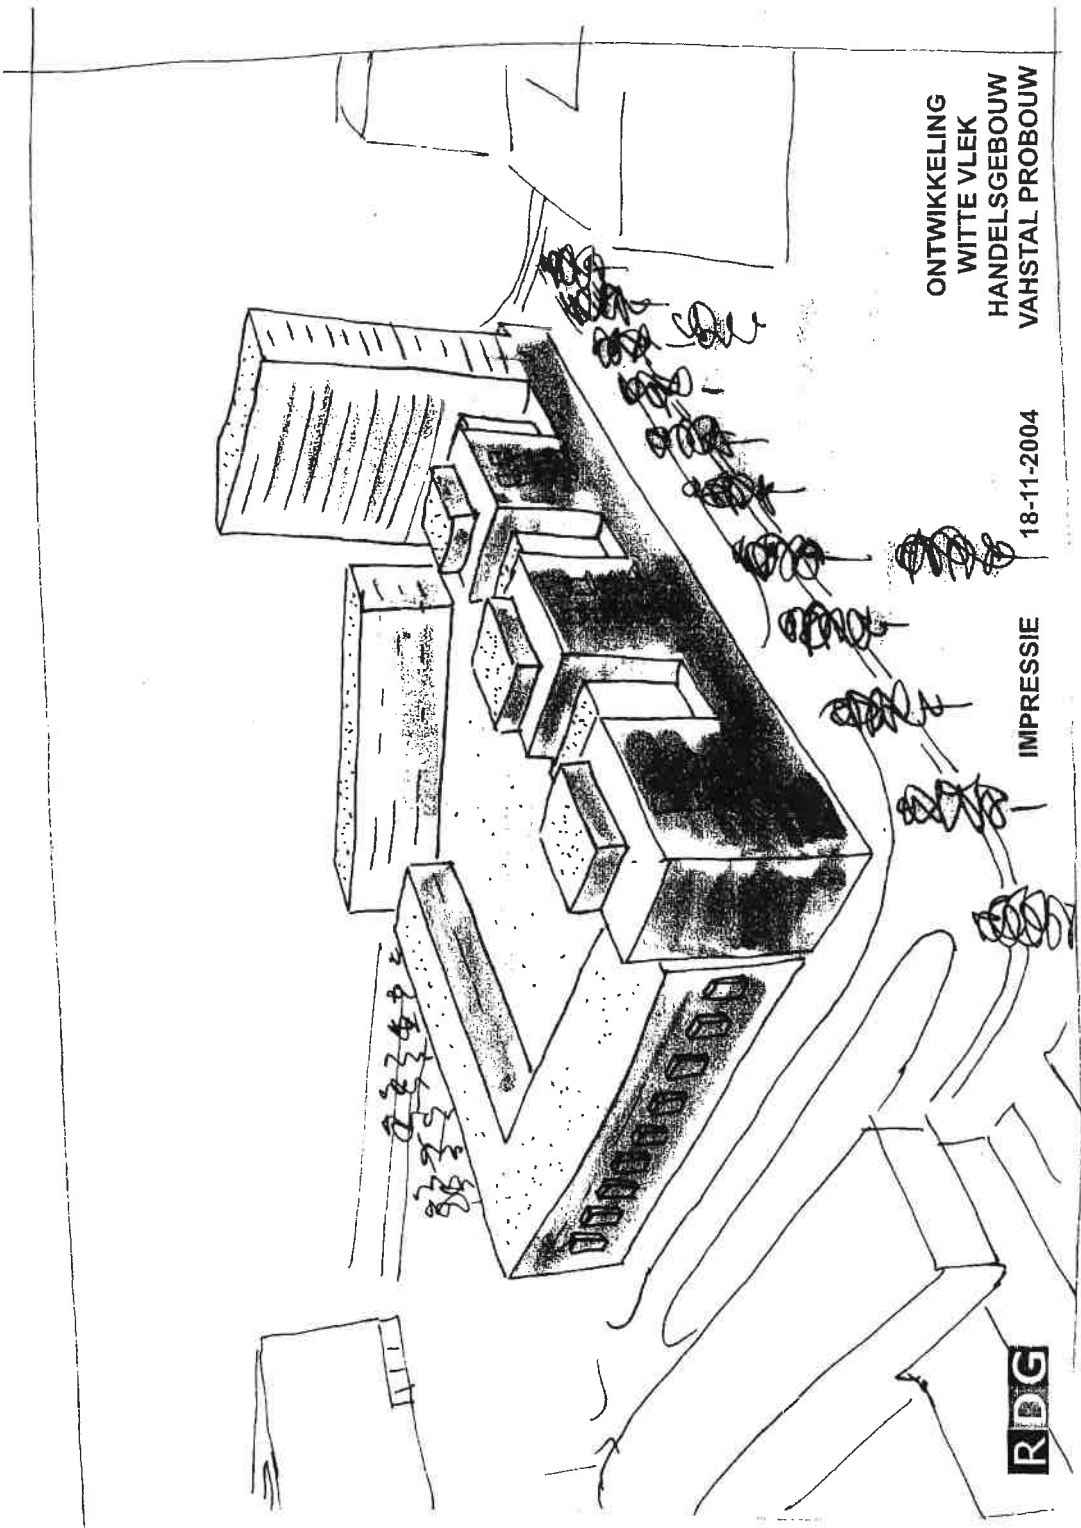 ONTWIKKELING
WITTE VLEK
HANDELSGEBOUW
VAHSTAL PROBOUW
IMPRESSIE 18-11-2004
RDG